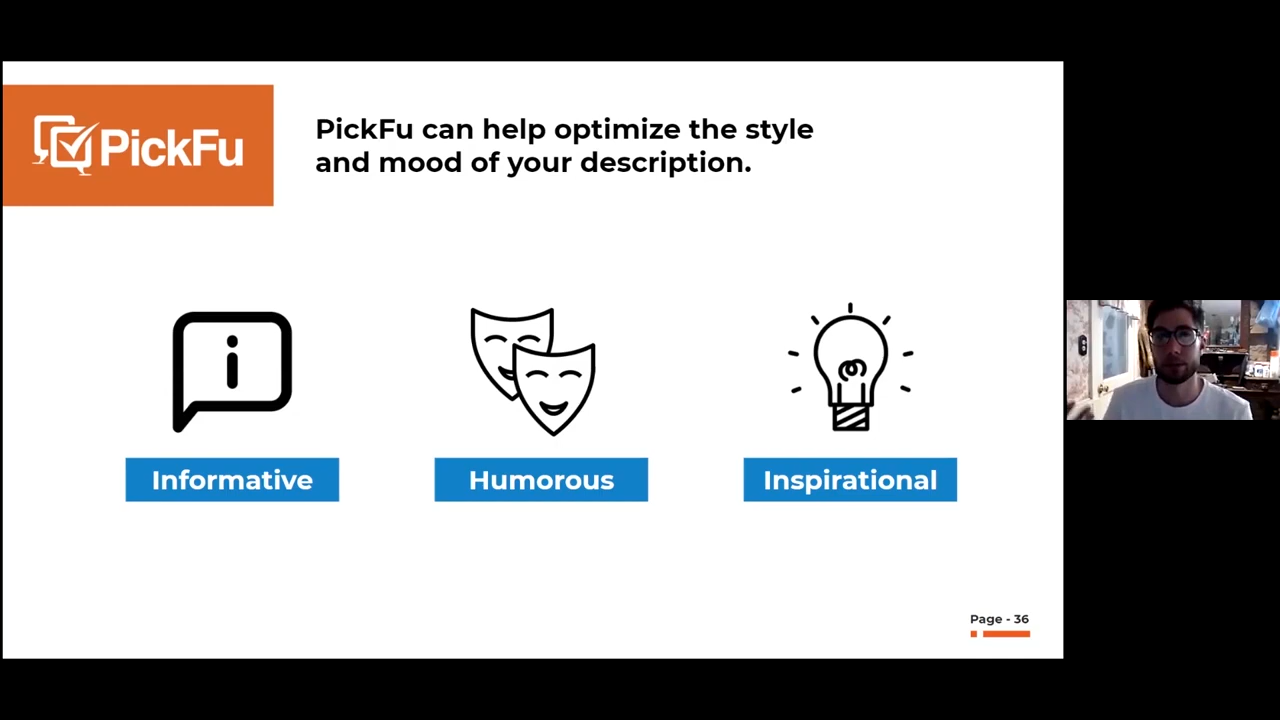 PickFu
PickFu can help optimize the style
and mood of your description.
i
Informative
Humorous
Inspirational
Page - 36